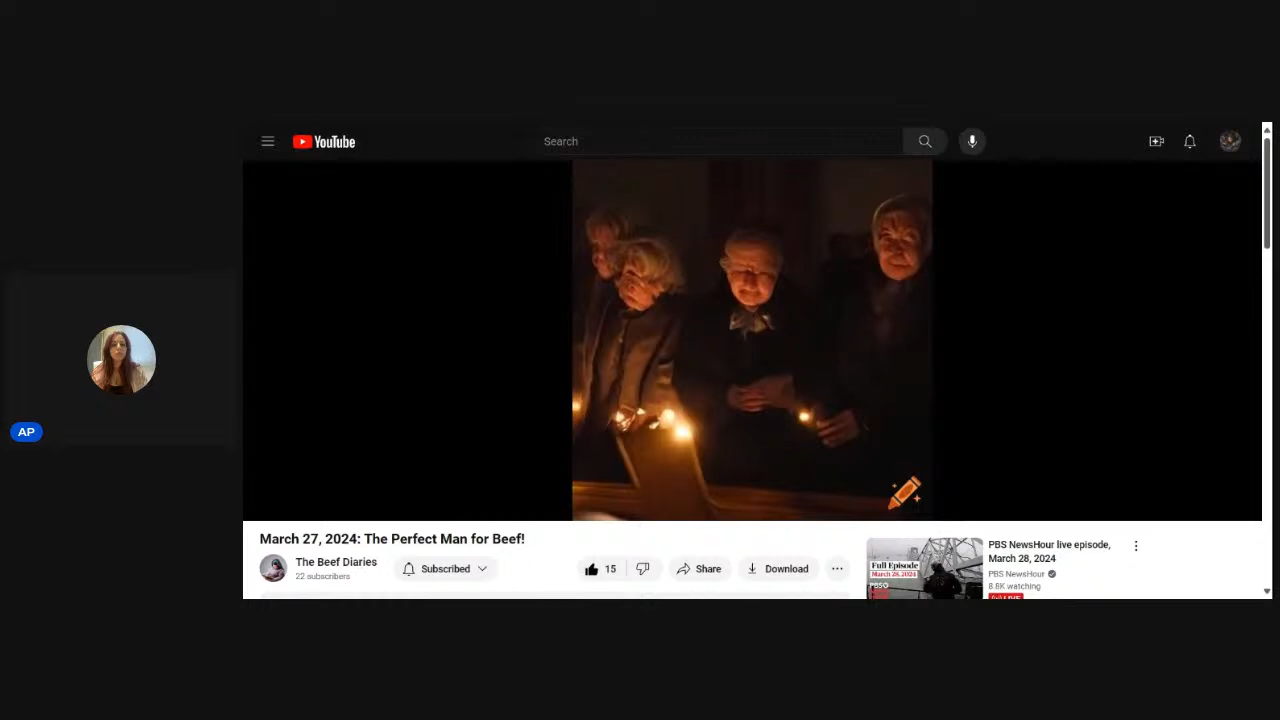 YouTube
Search
AP
March 27, 2024: The Perfect Man for Beef!
The Beef Diaries
22 subscribers
Subscribed
15
Share
Download
Full Episode
March 28, 2024
PBS NewsHour live episode,
March 28, 2024
PBS NewsHour
8.8K watching
LIVE